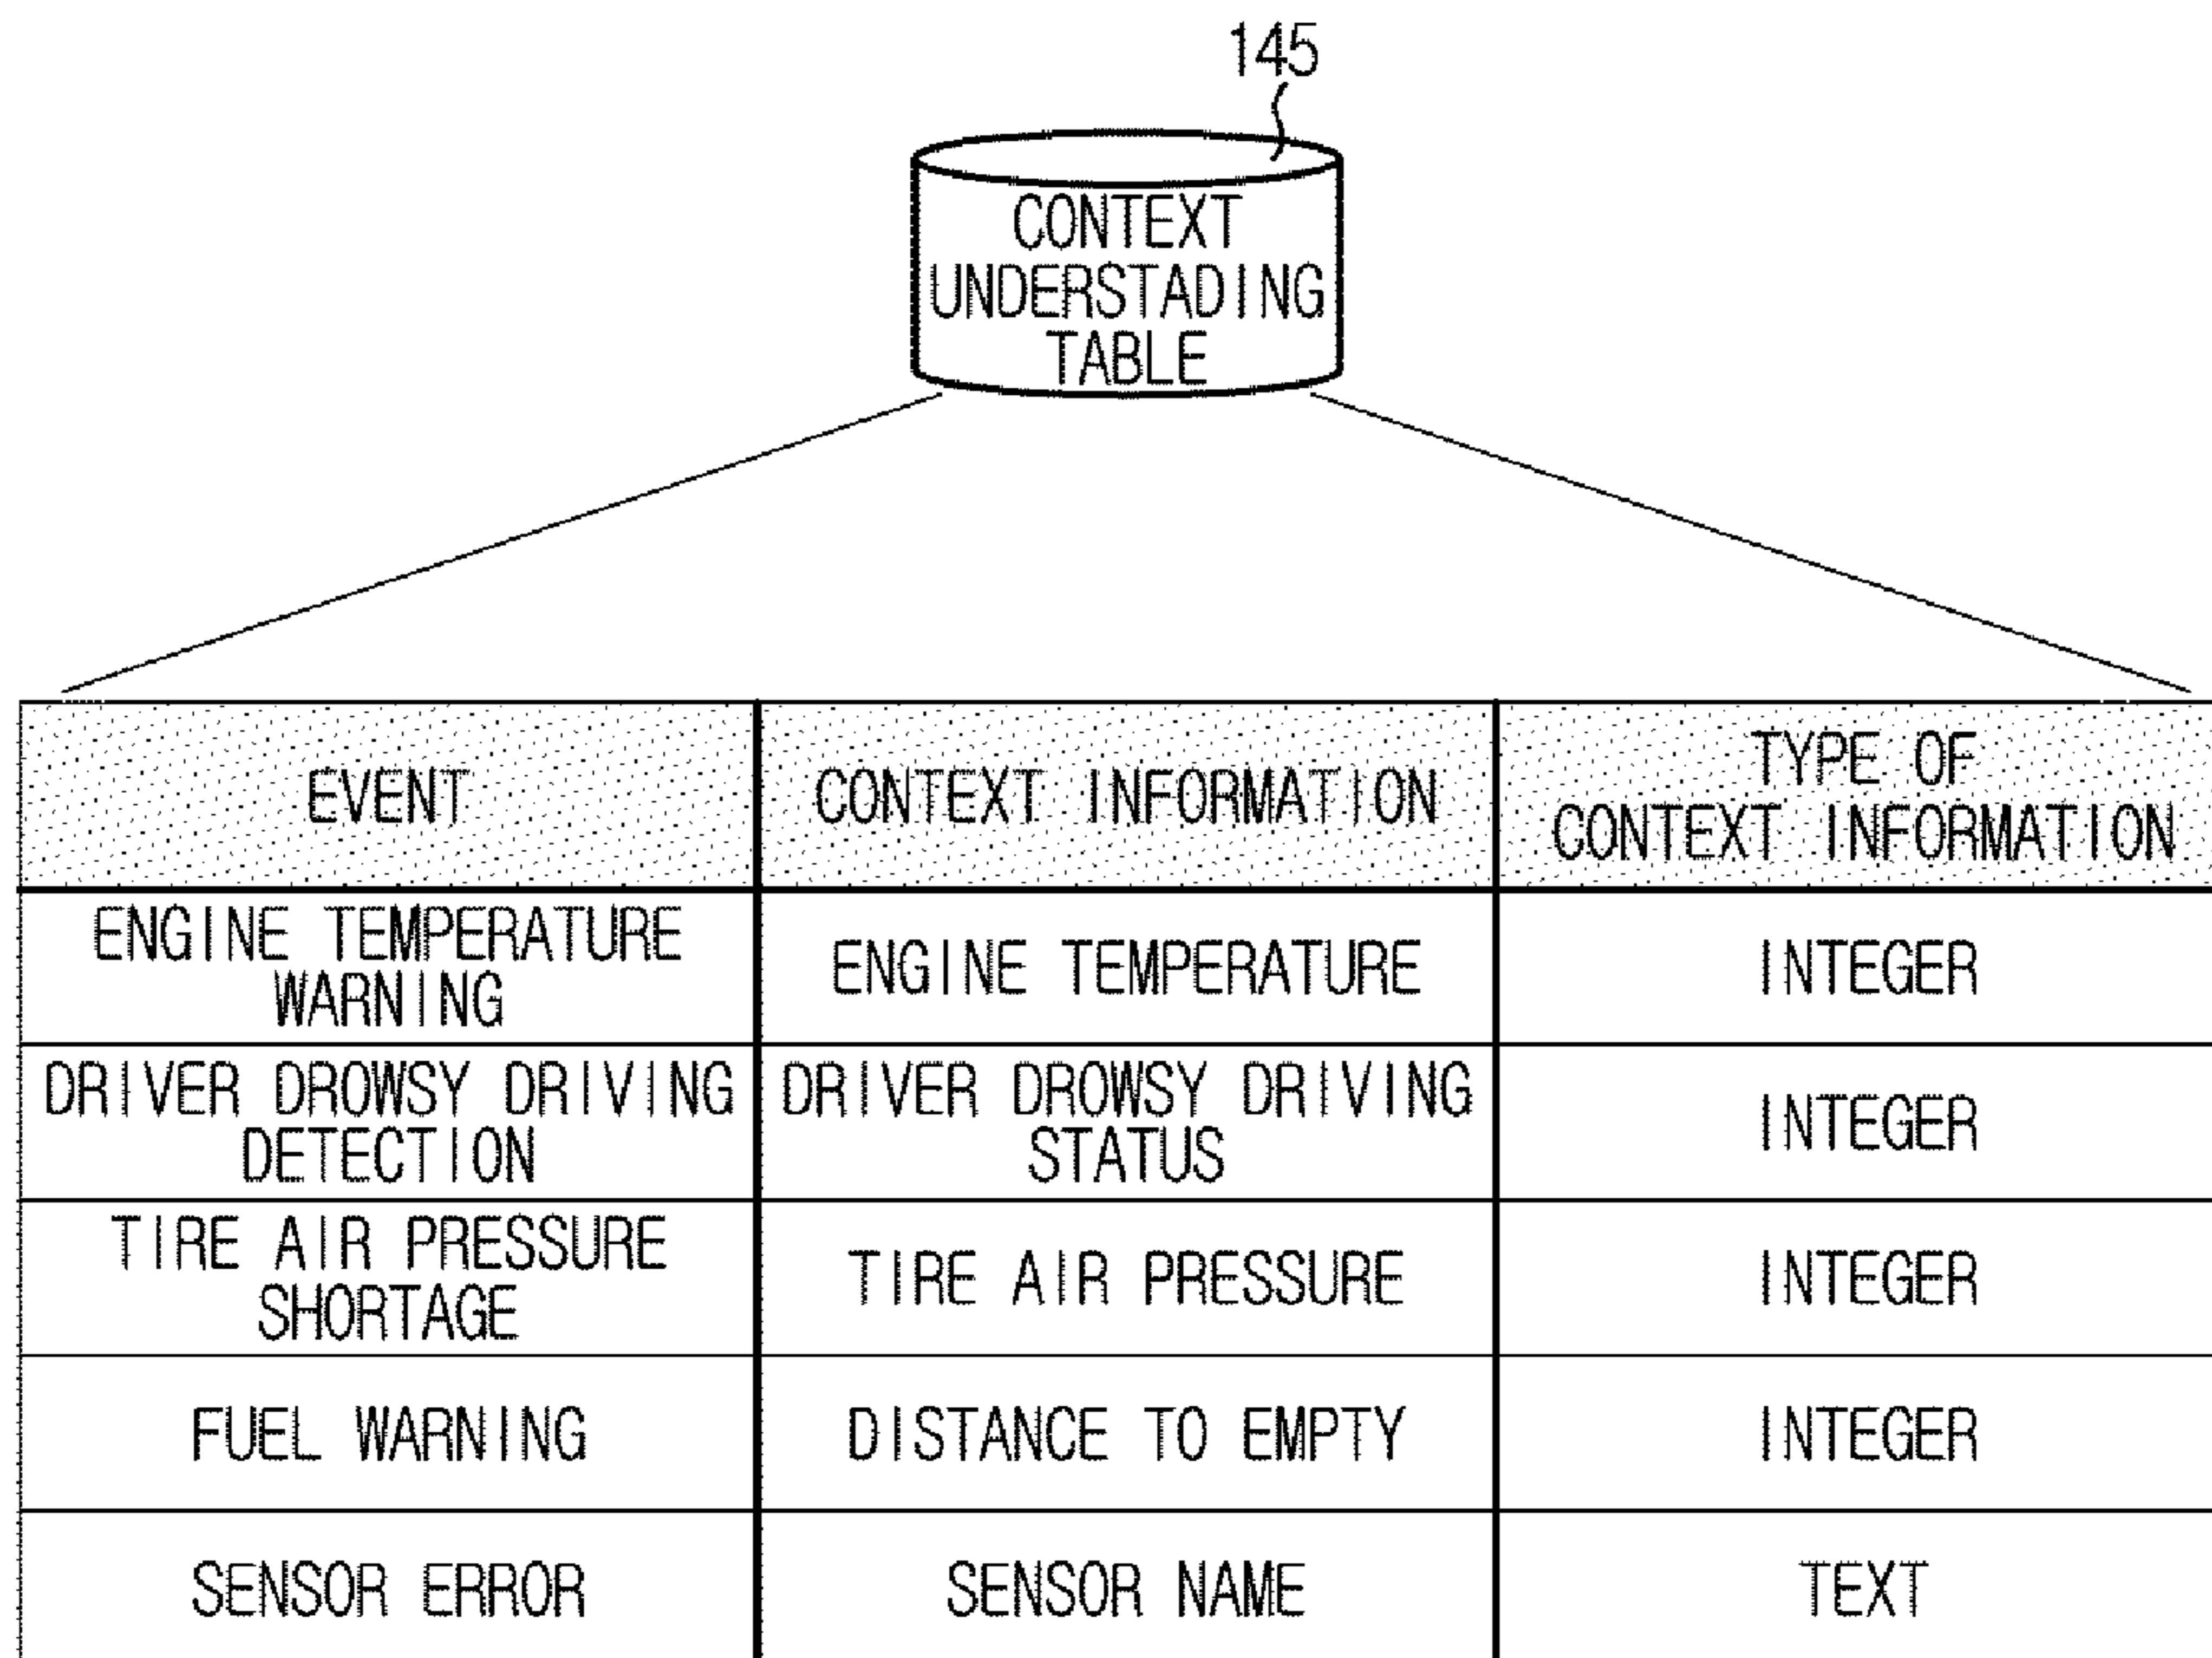 145
CONTEXT
UNDERSTADING
TABLE
EVENT
CONTEXT INFORMATION
TYPE OF
CONTEXT INFORMATION
ENGINE TEMPERATURE
WARNING
ENGINE TEMPERATURE
INTEGER
DRIVER DROWSY DRIVING
DETECTION
DRIVER DROWSY DRIVING
STATUS
INTEGER
TIRE AIR PRESSURE
SHORTAGE
TIRE AIR PRESSURE
INTEGER
FUEL WARNING
DISTANCE TO EMPTY
INTEGER
SENSOR ERROR
SENSOR NAME
TEXT